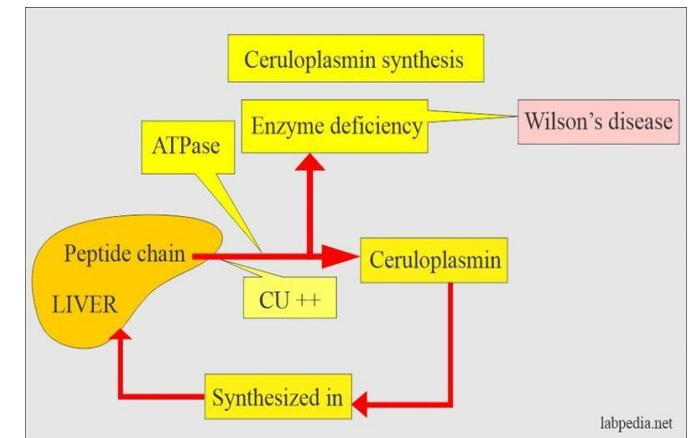 Ceruloplasmin synthesis
Enzyme deficiency
Wilson's disease
ATPase
Peptide chain
LIVER
Ceruloplasmin
CU ++
Synthesized in
labpedia.net